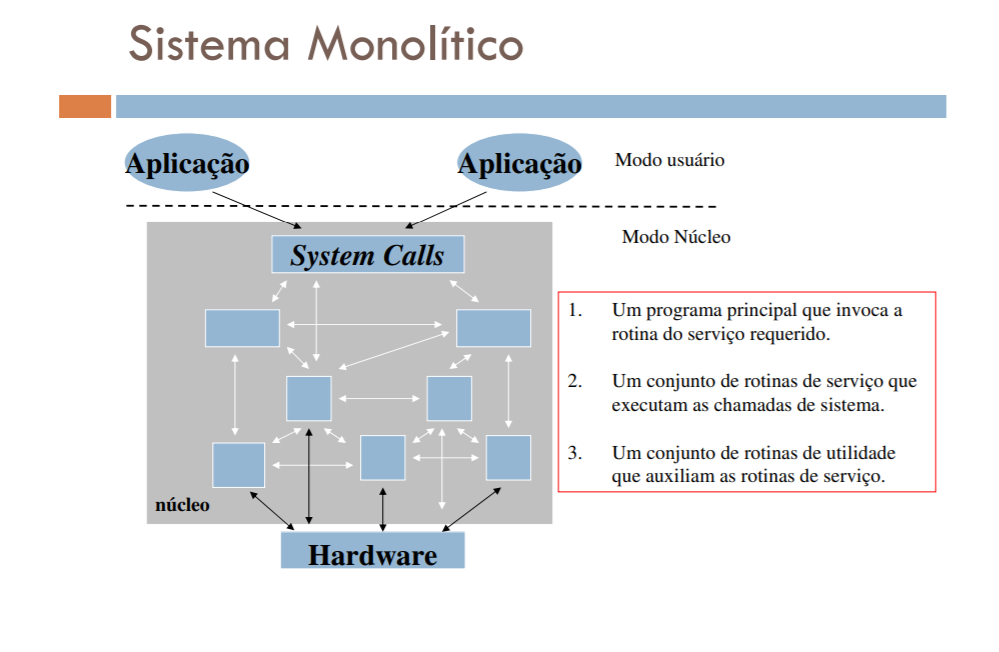 Sistema Monolítico
Aplicação
Aplicação
Modo usuário
Modo Núcleo
System Calls
1. Um programa principal que invoca a
rotina do serviço requerido.
2. Um conjunto de rotinas de serviço que
executam as chamadas de sistema.
3. Um conjunto de rotinas de utilidade
que auxiliam as rotinas de serviço.
núcleo
Hardware